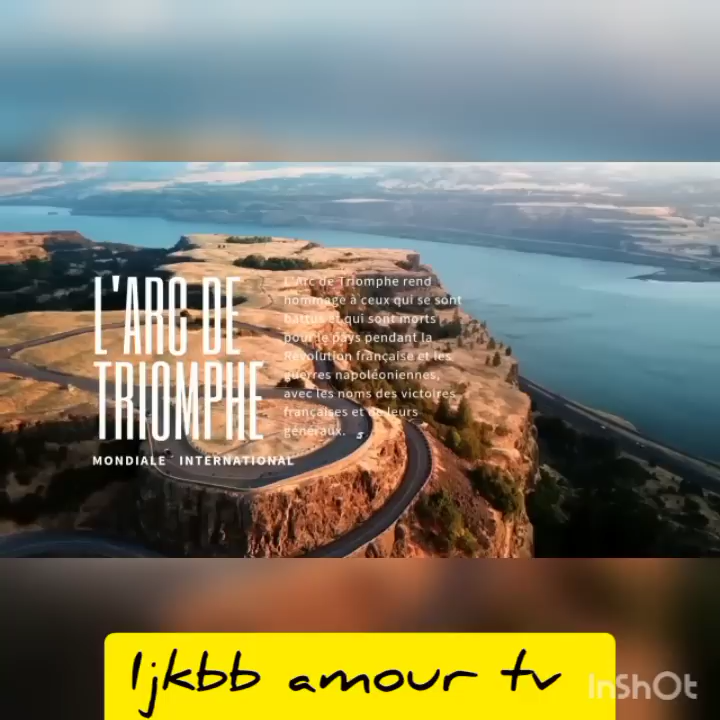 L'ARC DE
TRIOMPHE
MONDIALE INTERNATIONAL
L'Arc de Triomphe rend
hommage à ceux qui se sont
battus et qui sont morts
pour le pays pendant la
Révolution française et les
guerres napoléoniennes,
avec les noms des victoires
françaises et de leurs
généraux.
Ijkbb amour tv
InShOt